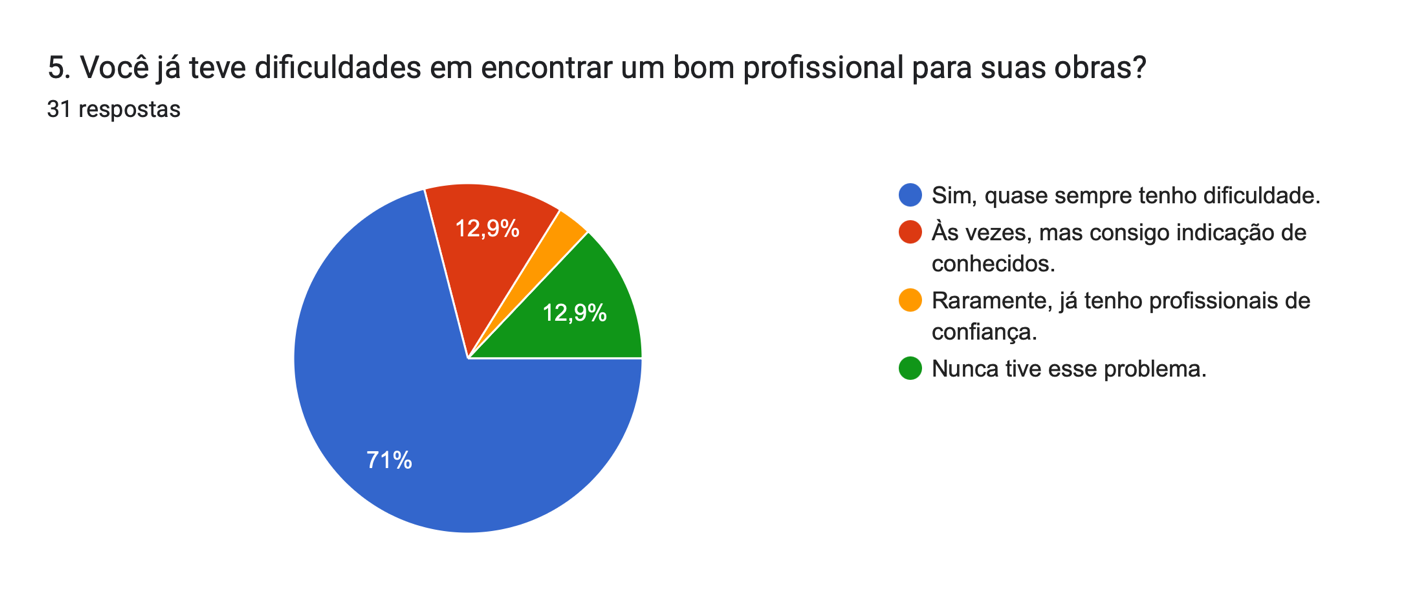 5. Você já teve dificuldades em encontrar um bom profissional para suas obras?
31 respostas
12,9%
12,9%
71%
Sim, quase sempre tenho dificuldade.
Às vezes, mas consigo indicação de
conhecidos.
Raramente, já tenho profissionais de
confiança.
Nunca tive esse problema.